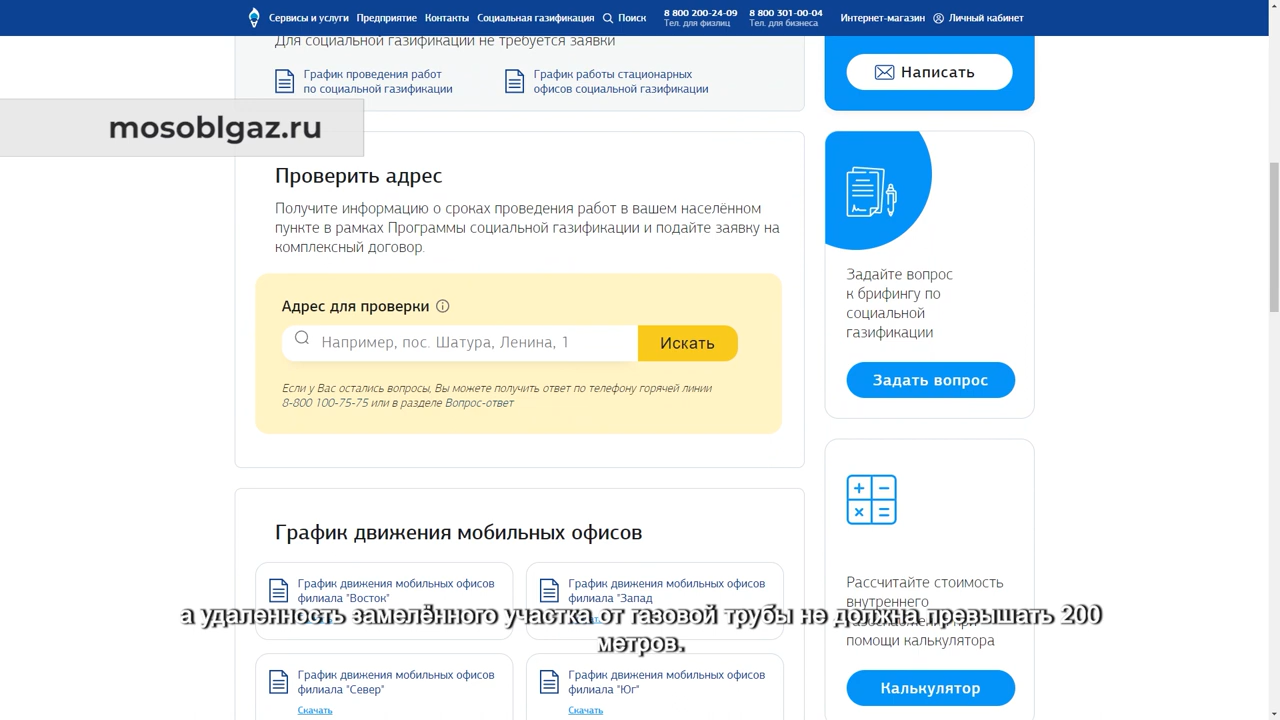 Сервисы и услуги Предприятие Контакты Социальная газификация Поиск 8 800 200-24-09 8 800 301-00-04 Интернет-магазин Личный кабинет
Тел. для физлиц Тел. для бизнеса
Для социальной газификации не требуется заявки
График проведения работ
по социальной газификации
График работы стационарных
офисов социальной газификации
Написать
mosoblgaz.ru
Проверить адрес
Получите информацию о сроках проведения работ в вашем населённом
пункте в рамках Программы социальной газификации и подайте заявку на
комплексный договор.
Адрес для проверки
Например, пос. Шатура, Ленина, 1
Искать
Если у Вас остались вопросы, Вы можете получить ответ по телефону горячей линии
8-800 100-75-75 или в разделе Вопрос-ответ
Задайте вопрос
к брифингу по
социальной
газификации
Задать вопрос
График движения мобильных офисов
График движения мобильных офисов
филиала "Восток"
График движения мобильных офисов
филиала "Запад
Рассчитайте стоимость
внутреннего
помощи калькулятора
а удаленность замелённого участка от газовой трубы не должна превышать 200
метров.
График движения мобильных офисов
филиала "Север"
Скачать
График движения мобильных офисов
филиала "Юг"
Скачать
Калькулятор